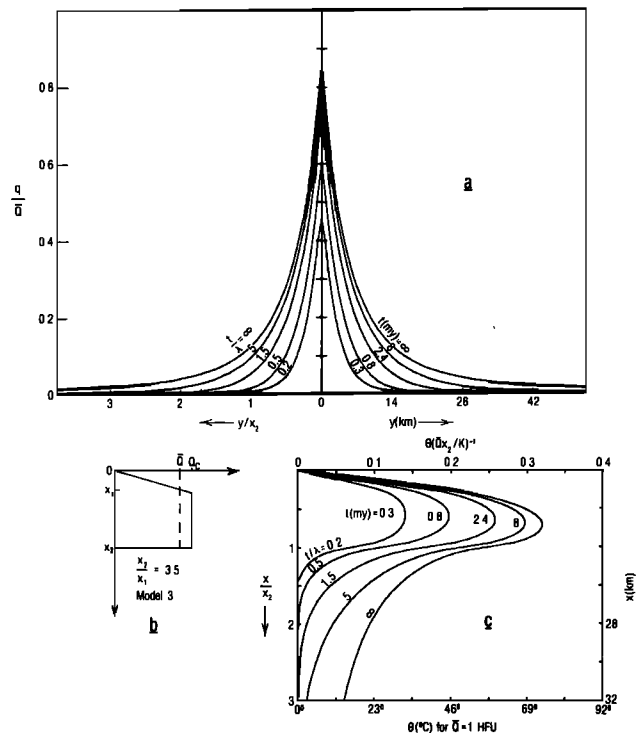 0 8
0 6
0 4
0 2
0
q / Q̄
a
t/λ = ∞
5
1.5
0.5
0.2
t(my)=∞
8
2.4
0.8
0.3
3 2 1 0 14 26 42
← y/x₂ y(km) →
θ(Q̄x₂/K)⁻¹
0 0 1 0 2 0 3 0 4
0 Q̄ Q_C
x₁
x₂
x₂/x₁ = 3 5
Model 3
b
t(my)= 0 3 0 8 2 4 8
t/λ = 0 2
0.5
1.5
5
∞
1
x/x₂
2
3
c
x(km)
28
32
0° 23° 46° 69° 92°
θ(°C) for Q̄ = 1 HFU